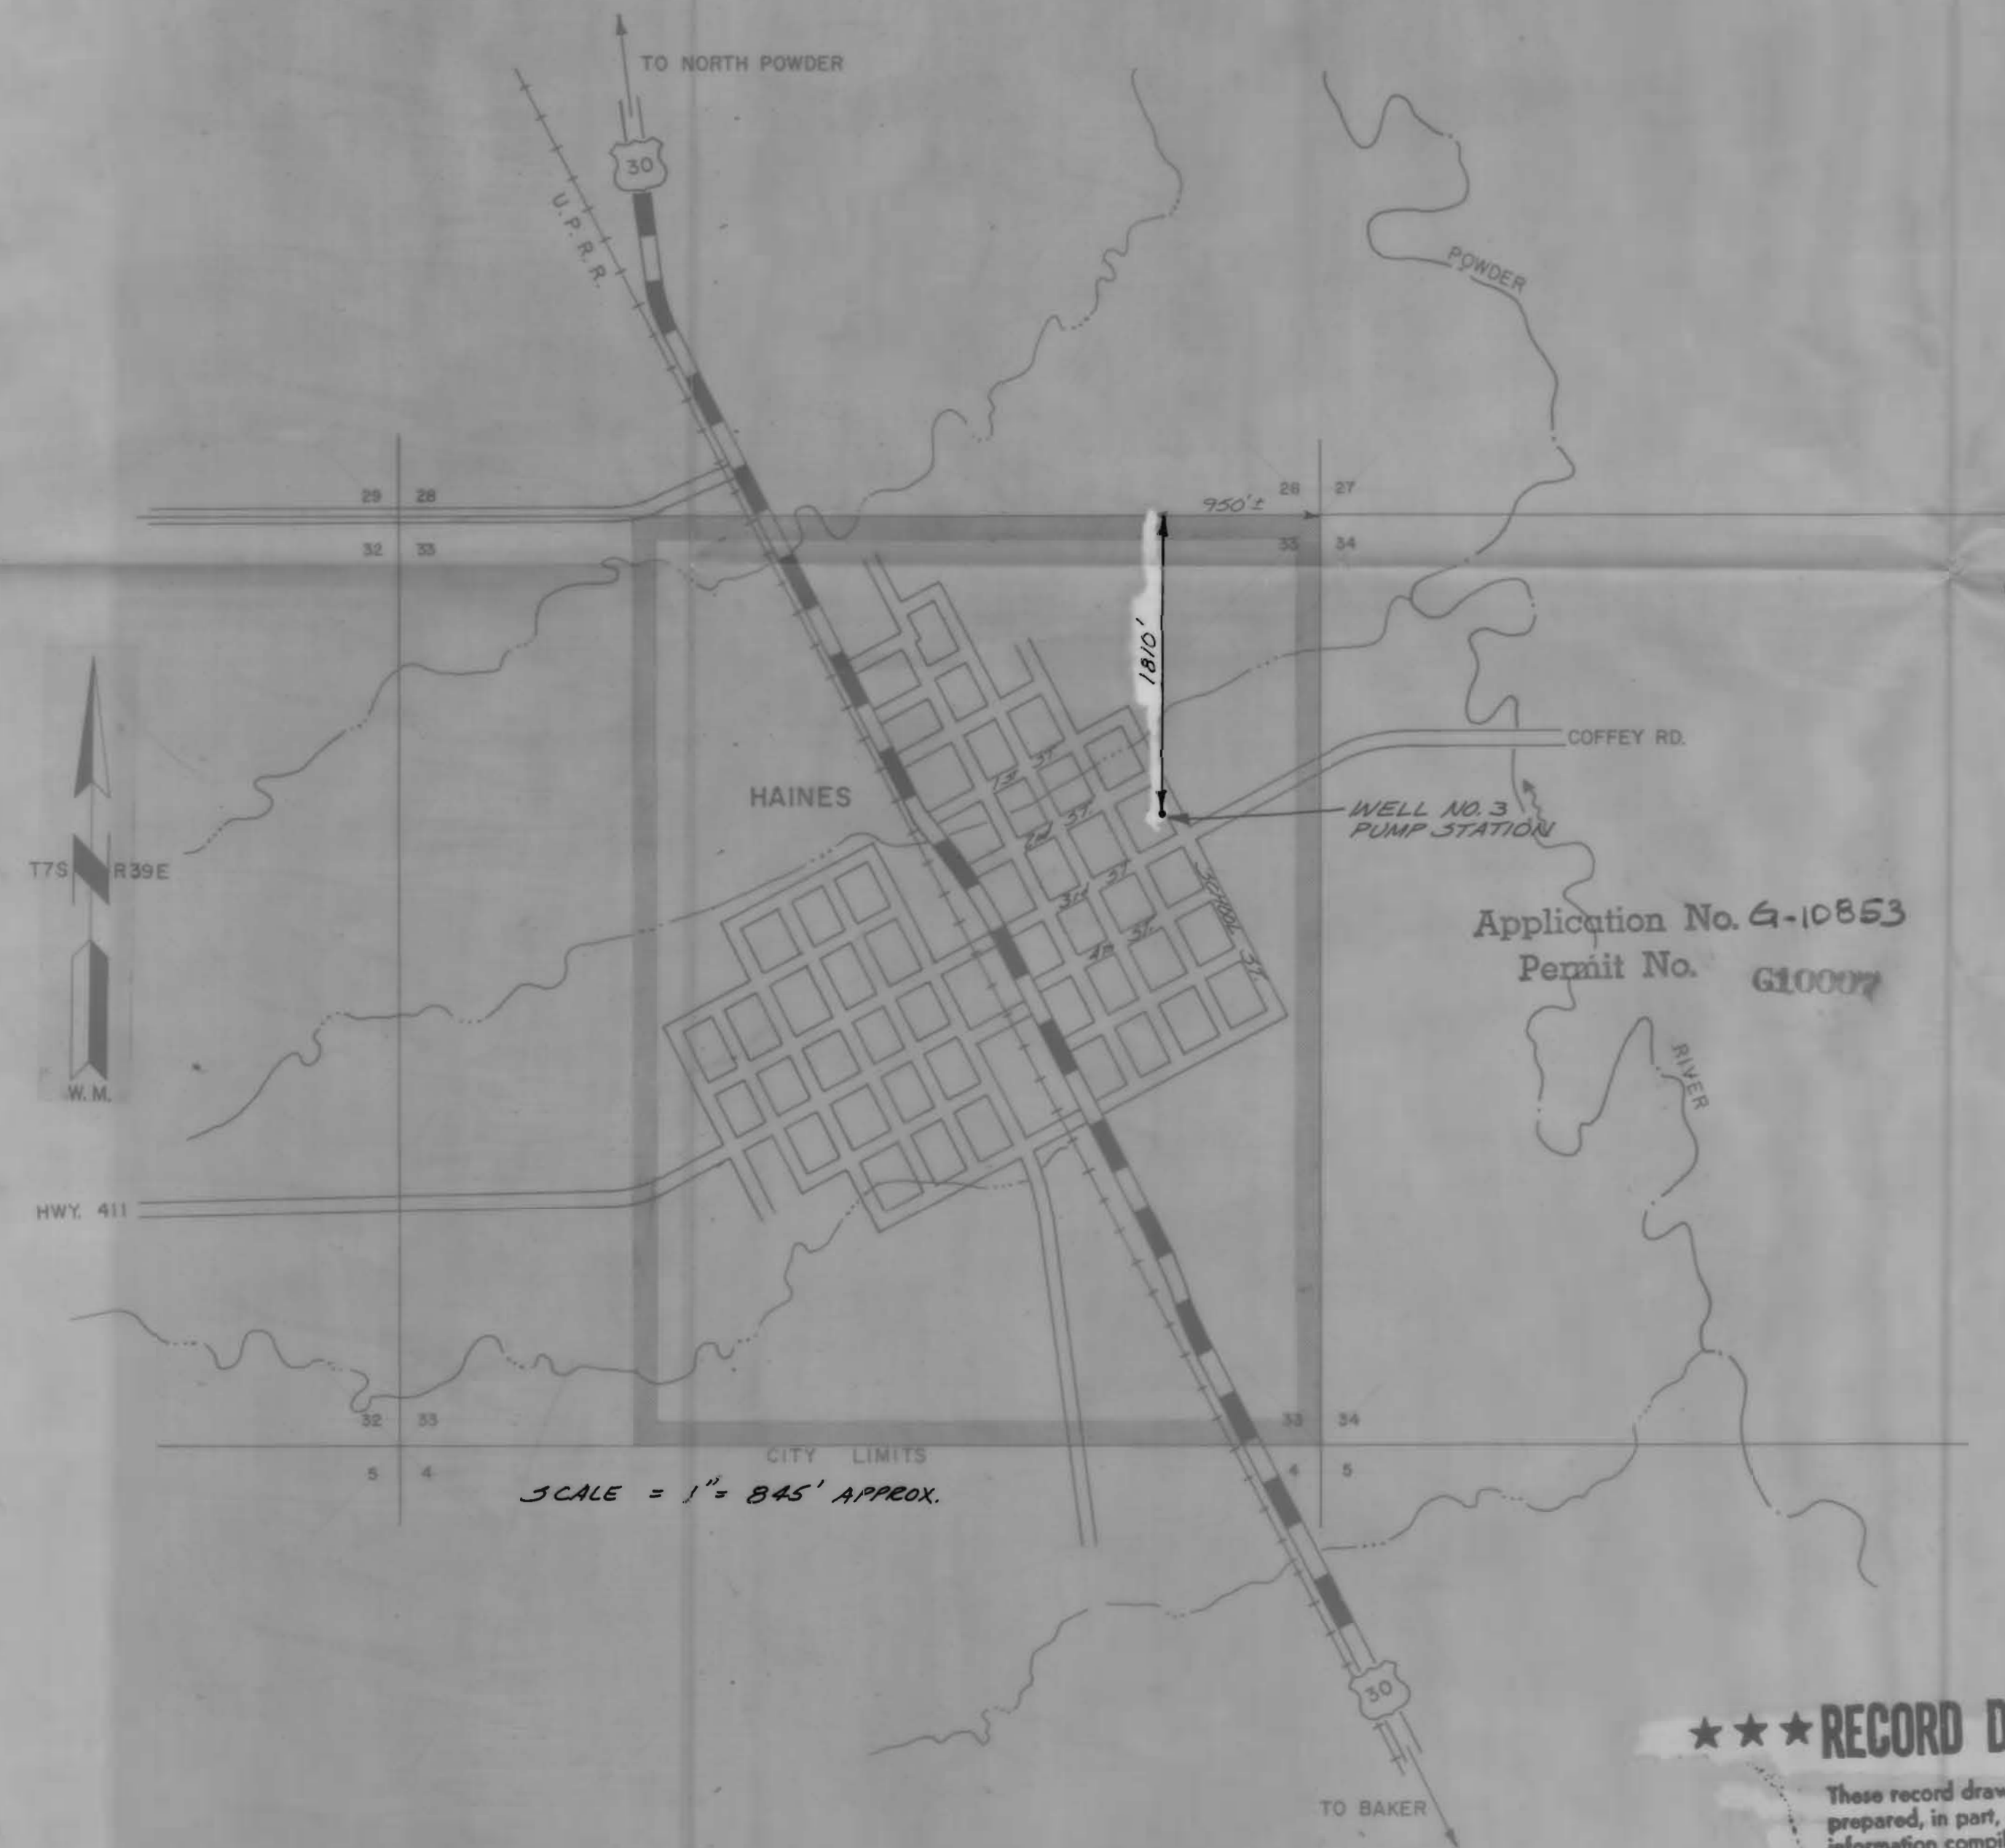 TO NORTH POWDER
30
U.P.R.R.
POWDER
29 28
26 27
950'±
32 33
33 34
1810'
COFFEY RD.
1st ST.
HAINES
WELL NO. 3
PUMP STATION
2nd ST.
T7S R39E
3rd ST.
SCHOOL ST.
4th ST.
Application No. G-10853
Permit No. G10007
RIVER
W.M.
HWY. 411
32 33
33 34
CITY LIMITS
5 4
4 5
SCALE = 1" = 845' APPROX.
30
★★★RECORD D
TO BAKER
These record draw
prepared, in part,
information comp